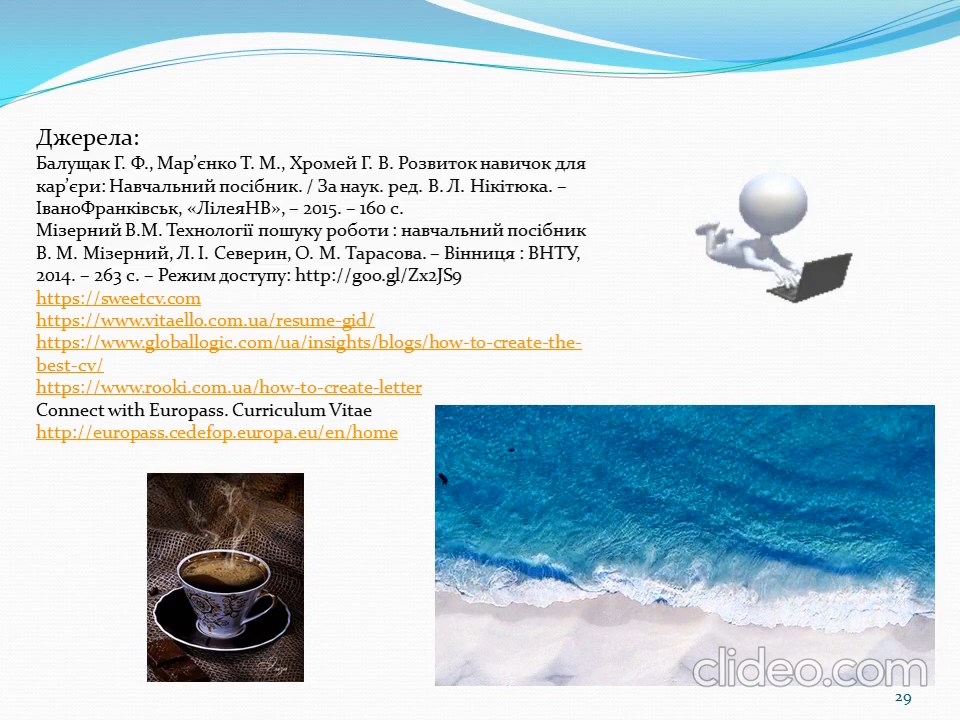 Джерела:
Балущак Г. Ф., Мар’єнко Т. М., Хромей Г. В. Розвиток навичок для
кар’єри: Навчальний посібник. / За наук. ред. В. Л. Нікітюка. –
ІваноФранківськ, «ЛілеяНВ», – 2015. – 160 с.
Мізерний В.М. Технології пошуку роботи : навчальний посібник
В. М. Мізерний, Л. І. Северин, О. М. Тарасова. – Вінниця : ВНТУ,
2014. – 263 с. – Режим доступу: http://goo.gl/Zx2JS9
https://sweetcv.com
https://www.vitaello.com.ua/resume-gid/
https://www.globallogic.com/ua/insights/blogs/how-to-create-the-
best-cv/
https://www.rooki.com.ua/how-to-create-letter
Connect with Europass. Curriculum Vitae
http://europass.cedefop.europa.eu/en/home
clideo.com
29